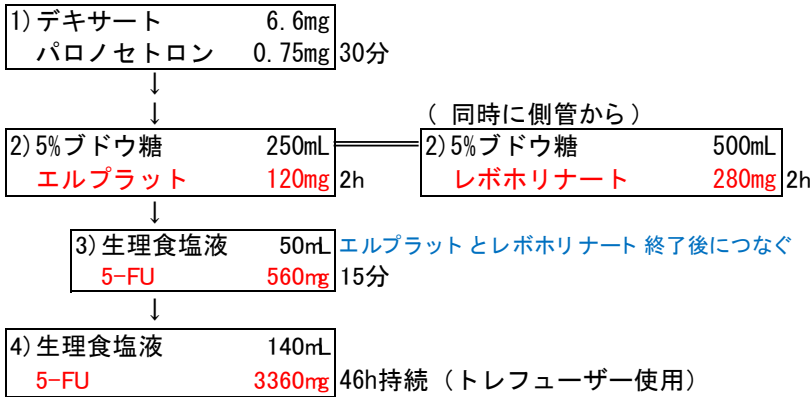 1)デキサート 6.6mg
パロノセトロン 0.75mg 30分
↓
↓ (同時に側管から)
2)5%ブドウ糖 250mL 2)5%ブドウ糖 500mL
エルプラット 120mg 2h レボホリナート 280mg 2h
↓
3)生理食塩液 50mL エルプラットとレボホリナート終了後につなぐ
5-FU 560mg 15分
↓
4)生理食塩液 140mL
5-FU 3360mg 46h持続(トレフューザー使用)